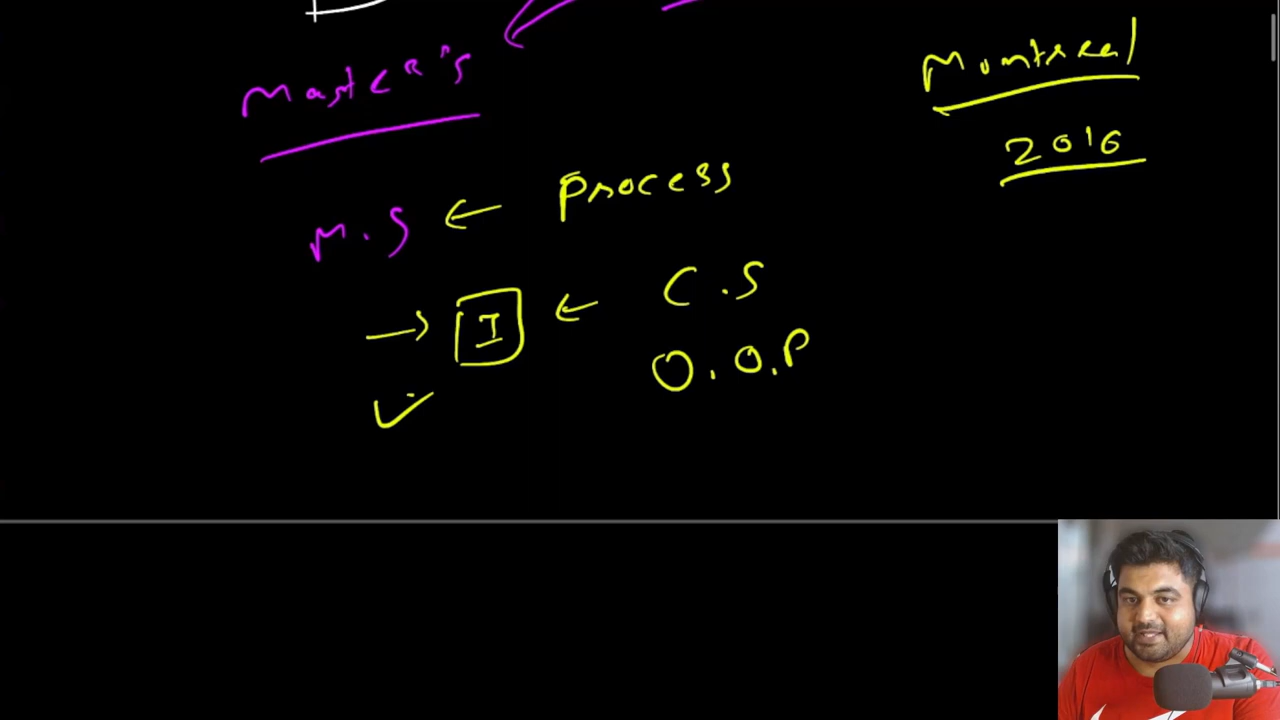 Master's
Montreal
2016
M.S ← Process
→ I ← C.S
O.O.P